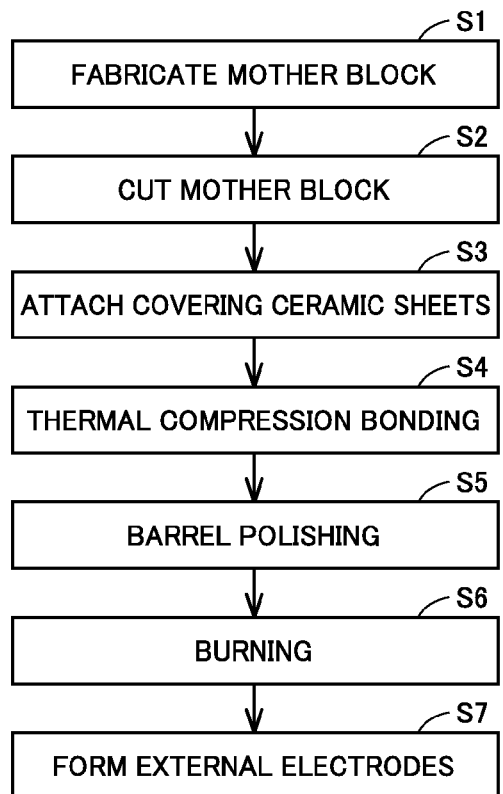 S1
FABRICATE MOTHER BLOCK
S2
CUT MOTHER BLOCK
S3
ATTACH COVERING CERAMIC SHEETS
S4
THERMAL COMPRESSION BONDING
S5
BARREL POLISHING
S6
BURNING
S7
FORM EXTERNAL ELECTRODES